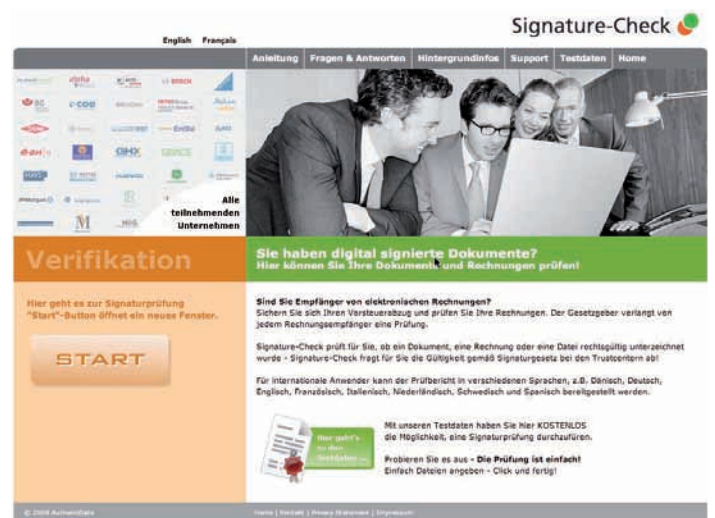 Signature-Check
English Français
Anleitung Fragen & Antworten Hintergrundinfos Support Testdaten Home
alpha
BOSCH
BG
e-coo
EnBW
GHX
GRACE
HAYS
M
Alle
teilnehmenden
Unternehmen
Verifikation
Sie haben digital signierte Dokumente?
Hier können Sie Ihre Dokumente und Rechnungen prüfen!
Hier geht es zur Signaturprüfung
"Start"-Button öffnet ein neues Fenster.
START
Sind Sie Empfänger von elektronischen Rechnungen?
Sichern Sie sich Ihren Versteuerabzug und prüfen Sie Ihre Rechnungen. Der Gesetzgeber verlangt von
jedem Rechnungsempfänger eine Prüfung.
Signature-Check prüft für Sie, ob ein Dokument, eine Rechnung oder eine Datei rechtsgültig unterzeichnet
wurde - Signature-Check fragt für Sie die Gültigkeit gemäß Signaturgesetz bei den Trustcentern ab!
Für internationale Anwender kann der Prüfbericht in verschiedenen Sprachen, z.B. Dänisch, Deutsch,
Englisch, Französisch, Italienisch, Niederländisch, Schwedisch und Spanisch bereitgestellt werden.
Hier geht's
zu den
Testdaten ...
Mit unseren Testdaten haben Sie hier KOSTENLOS
die Möglichkeit, eine Signaturprüfung durchzuführen.
Probieren Sie es aus - Die Prüfung ist einfach!
Einfach Dateien angeben - Click und fertig!
© 2008 AuthentiDate
Home | Kontakt | Privacy Statement | Impressum